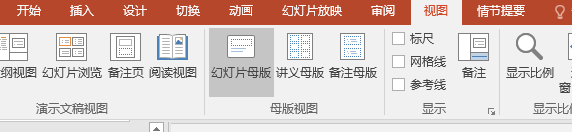 开始 插入 设计 切换 动画 幻灯片放映 审阅 视图 情节提要
纲视图 幻灯片浏览 备注页 阅读视图 幻灯片母版 讲义母版 备注母版 标尺 网格线 参考线 备注 显示比例
窗
演示文稿视图 母版视图 显示 显示比